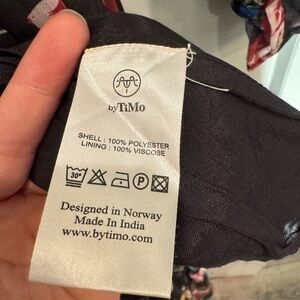 byTiMo
SHELL : 100% POLYESTER
LINING : 100% VISCOSE
30°
P
Designed in Norway
Made In India
www.bytimo.com